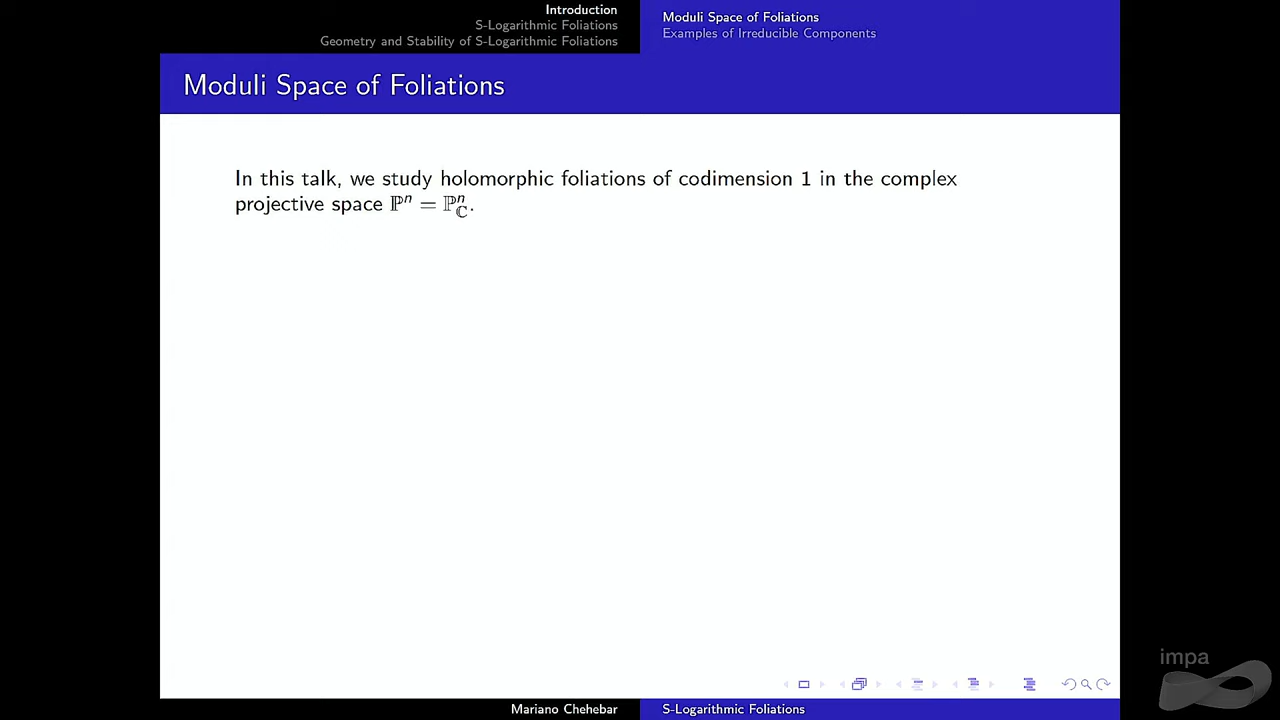 Introduction
S-Logarithmic Foliations
Geometry and Stability of S-Logarithmic Foliations
Moduli Space of Foliations
Examples of Irreducible Components
Moduli Space of Foliations
In this talk, we study holomorphic foliations of codimension 1 in the complex
projective space ℙⁿ = ℙⁿ_ℂ.
impa
Mariano Chehebar
S-Logarithmic Foliations